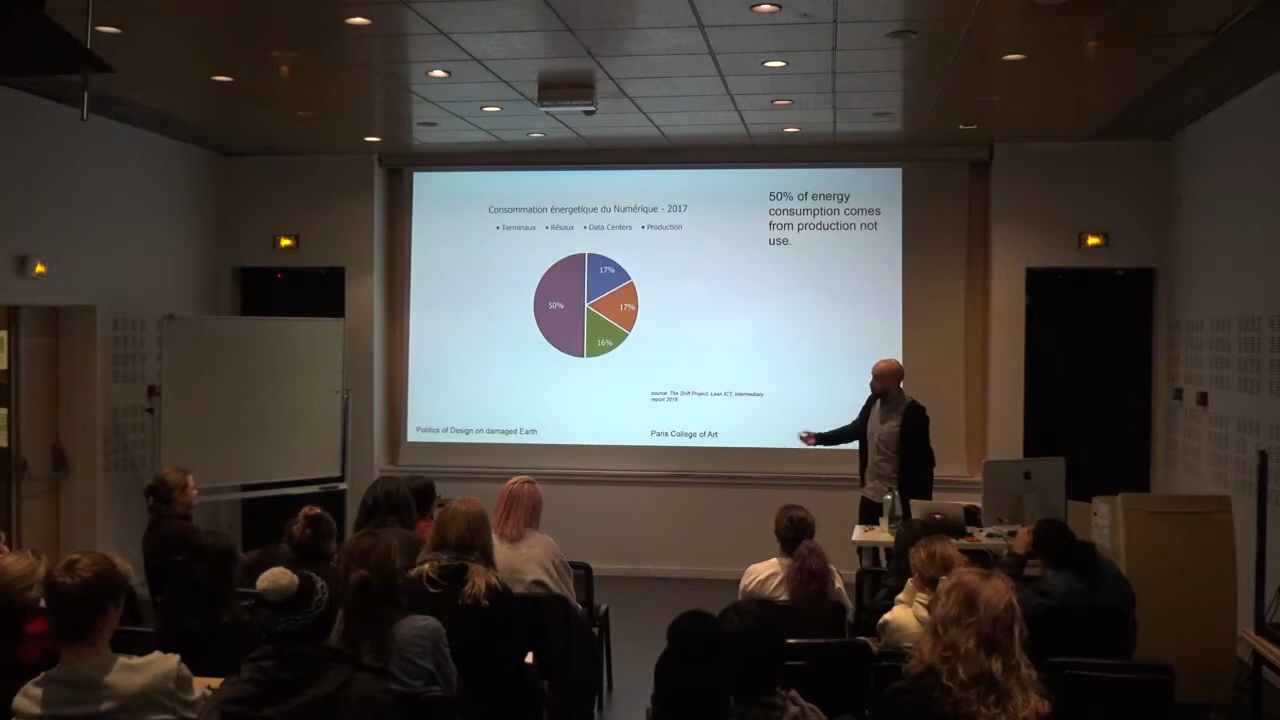 Consommation énergetique du Numérique - 2017
▪ Terminaux ▪ Résaux ▪ Data Centers ▪ Production
17%
50%
17%
16%
50% of energy
consumption comes
from production not
use.
source: The Shift Project, Lean ICT, intermediary
report 2018
Politics of Design on damaged Earth
Paris College of Art